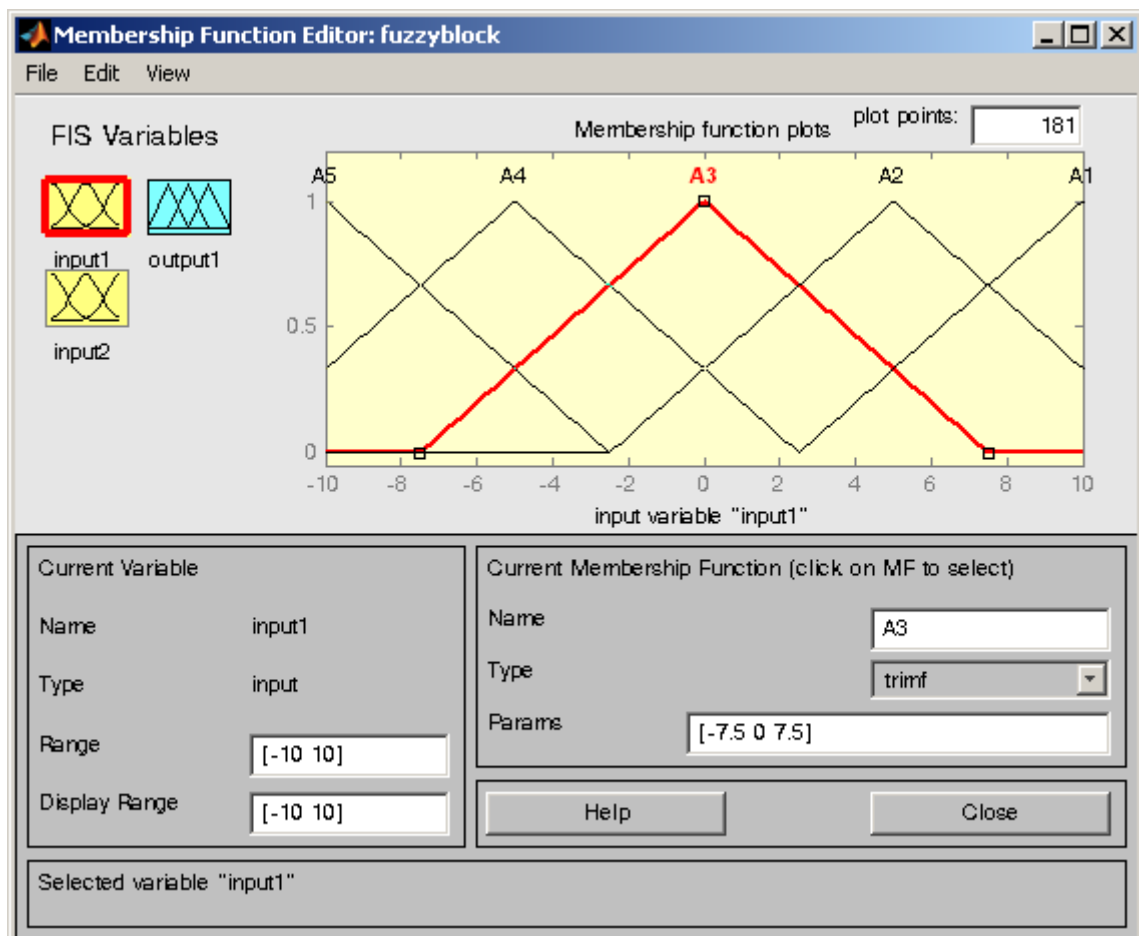 Membership Function Editor: fuzzyblock
File Edit View
FIS Variables
Membership function plots plot points: 181
A5 A4 A3 A2 A1
input1 output1
input2
1
0.5
0
-10 -8 -6 -4 -2 0 2 4 6 8 10
input variable "input1"
Current Variable
Name input1
Type input
Range [-10 10]
Display Range [-10 10]
Current Membership Function (click on MF to select)
Name A3
Type trimf
Params [-7.5 0 7.5]
Help Close
Selected variable "input1"